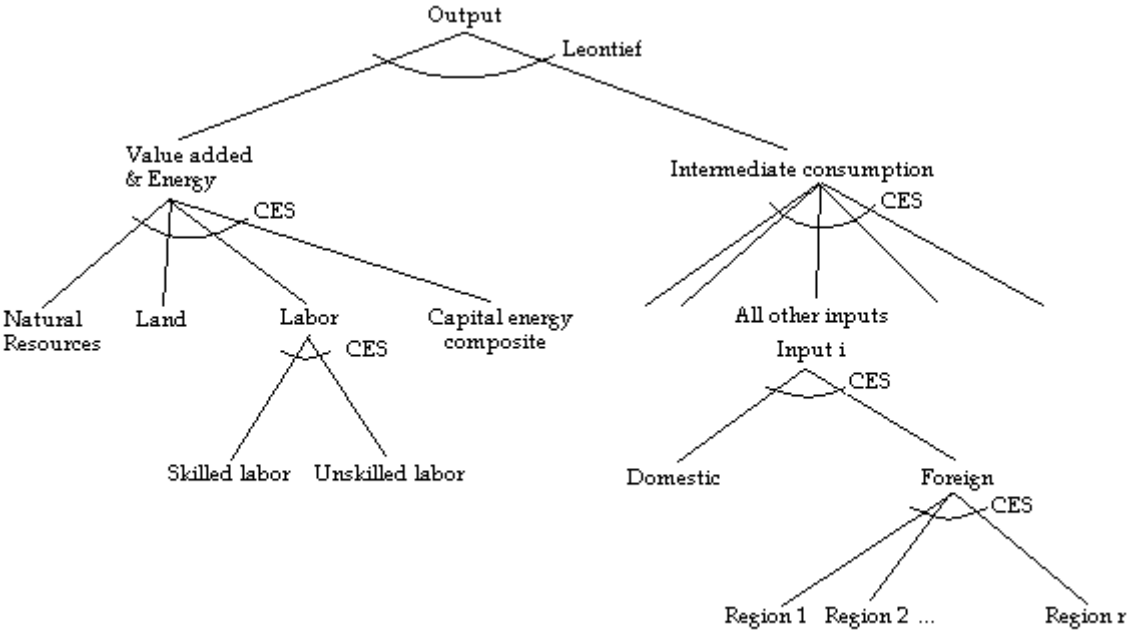 Output
Leontief
Value added
& Energy
Intermediate consumption
CES
CES
Natural
Resources
Land
Labor
Capital energy
composite
All other inputs
CES
Input i
CES
Skilled labor
Unskilled labor
Domestic
Foreign
CES
Region 1
Region 2 ...
Region r